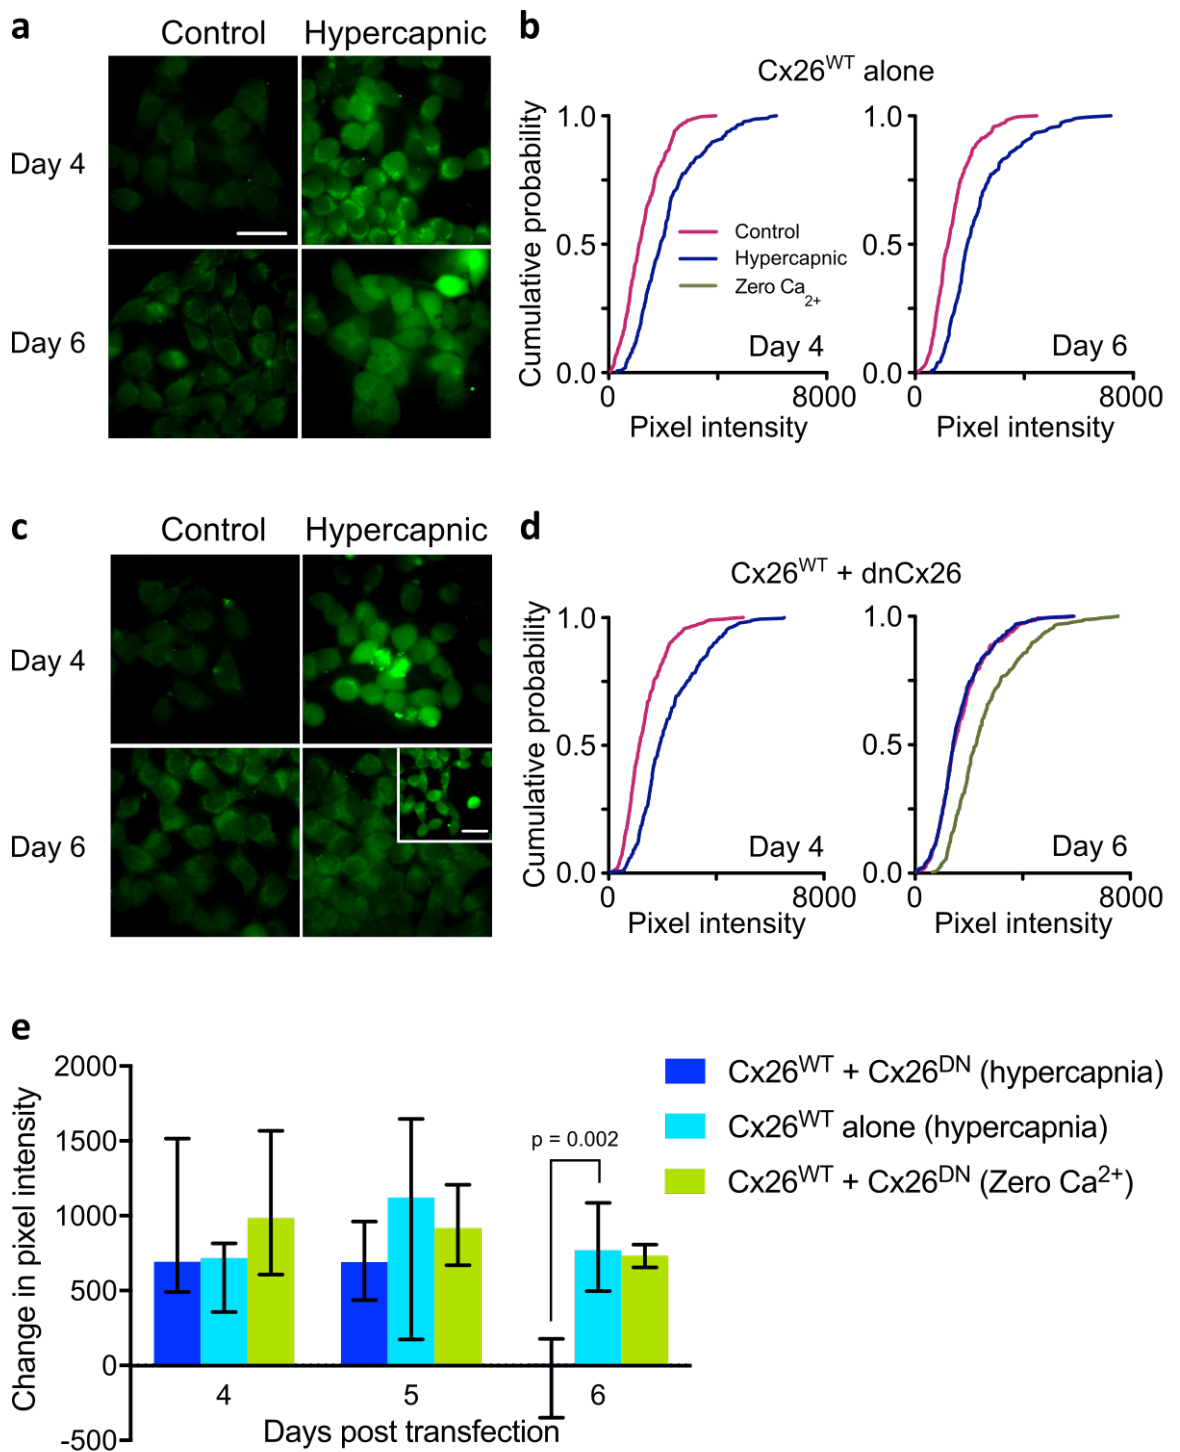 a
Control Hypercapnic
Day 4
Day 6
b
Cx26WT alone
Cumulative probability
1.0
0.5
0.0
0 8000
Pixel intensity
Control
Hypercapnic
Zero Ca2+
Day 4
1.0
0.5
0.0
0 8000
Pixel intensity
Day 6
c
Control Hypercapnic
Day 4
Day 6
d
Cx26WT + dnCx26
Cumulative probability
1.0
0.5
0.0
0 8000
Pixel intensity
Day 4
1.0
0.5
0.0
0 8000
Pixel intensity
Day 6
e
Change in pixel intensity
2000
1500
1000
500
0
-500
p = 0.002
4 5 6
Days post transfection
Cx26WT + Cx26DN (hypercapnia)
Cx26WT alone (hypercapnia)
Cx26WT + Cx26DN (Zero Ca2+)